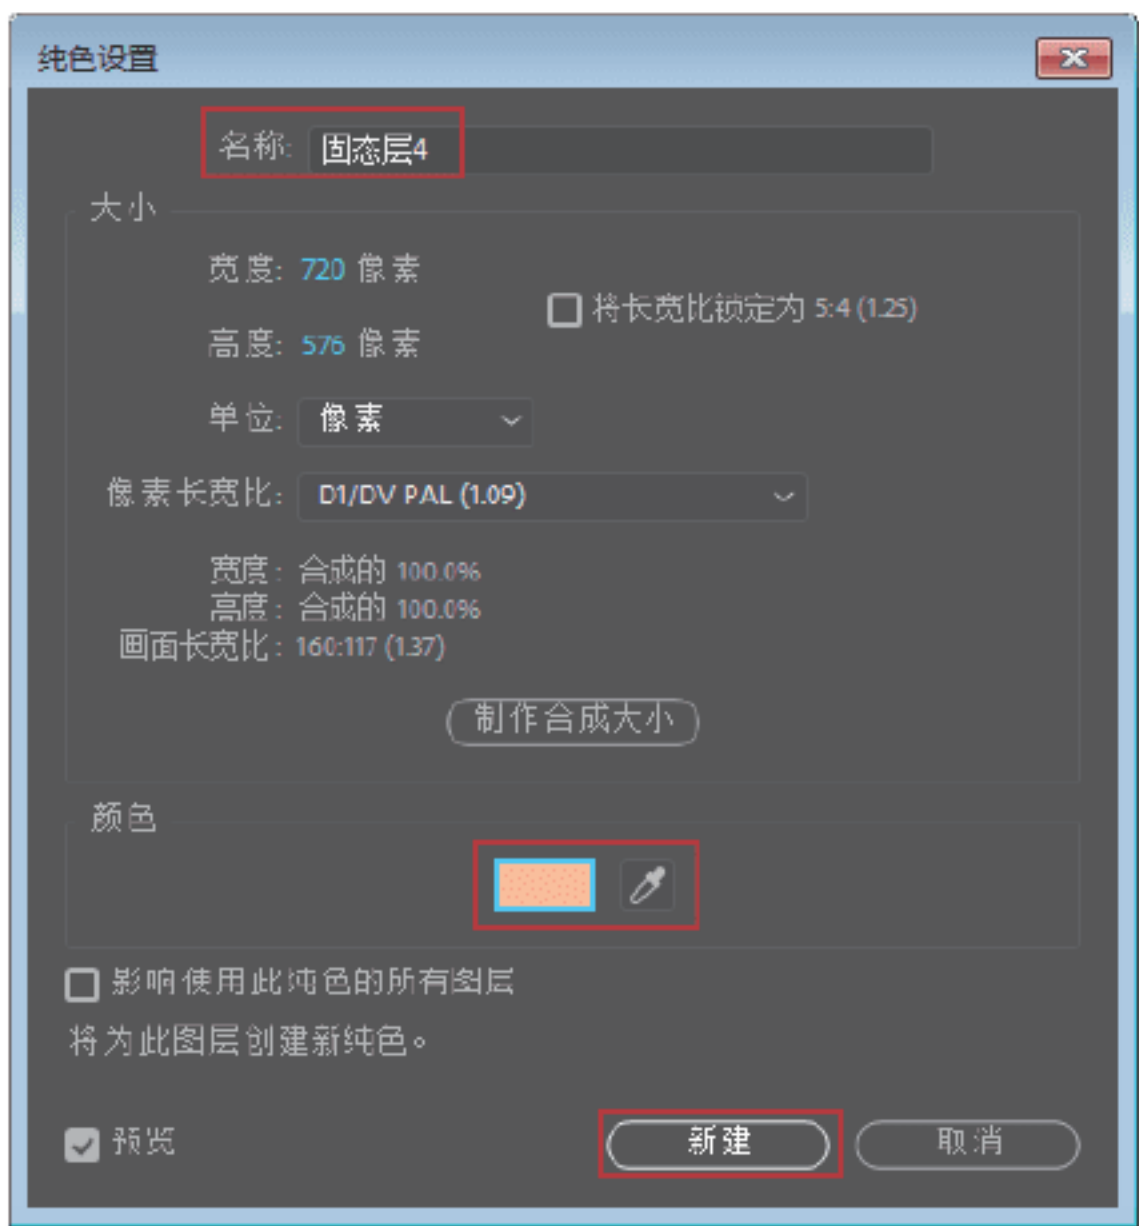 纯色设置
名称: 固态层4
大小
宽度: 720 像素
将长宽比锁定为 5:4 (1.25)
高度: 576 像素
单位: 像素
像素长宽比: D1/DV PAL (1.09)
宽度: 合成的 100.0%
高度: 合成的 100.0%
画面长宽比: 160:117 (1.37)
制作合成大小
颜色
影响使用此纯色的所有图层
将为此图层创建新纯色。
预览
新建
取消